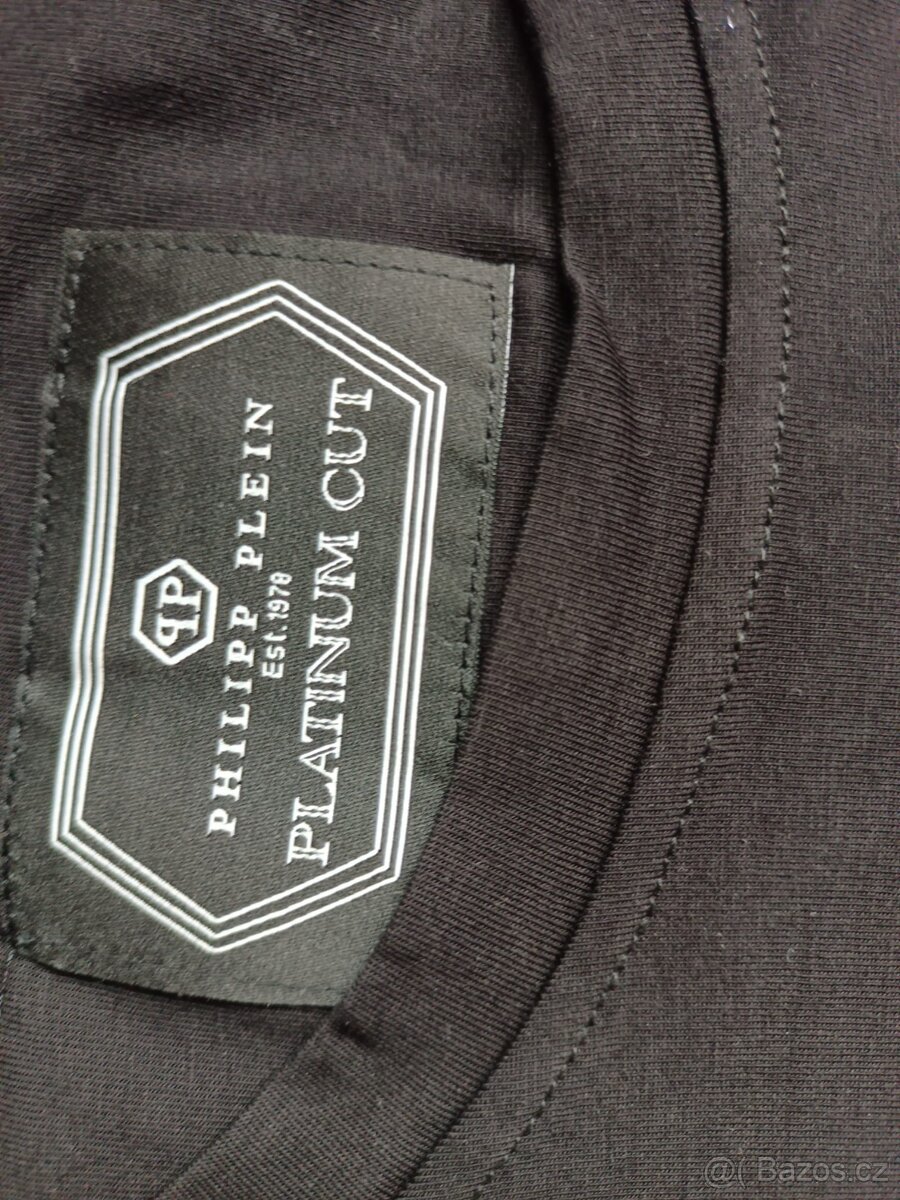 PP
PHILIPP PLEIN
Est.1978
PLATINUM CUT
@( Bazos.cz